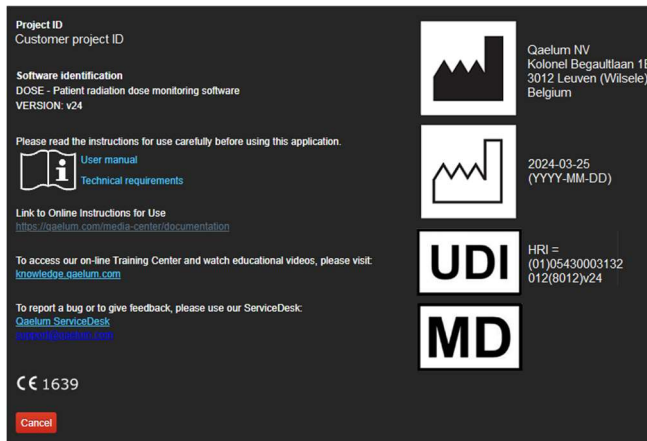 Project ID
Customer project ID
Software identification
DOSE - Patient radiation dose monitoring software
VERSION: v24
Please read the instructions for use carefully before using this application.
User manual
Technical requirements
Link to Online Instructions for Use
https://qaelum.com/media-center/documentation
To access our on-line Training Center and watch educational videos, please visit:
knowledge.qaelum.com
To report a bug or to give feedback, please use our ServiceDesk:
Qaelum ServiceDesk
CE 1639
Cancel
Qaelum NV
Kolonel Begaultlaan
3012 Leuven (Wilsele)
Belgium
2024-03-25
(YYYY-MM-DD)
UDI
HRI =
(01)05430003132
012(8012)v24
MD